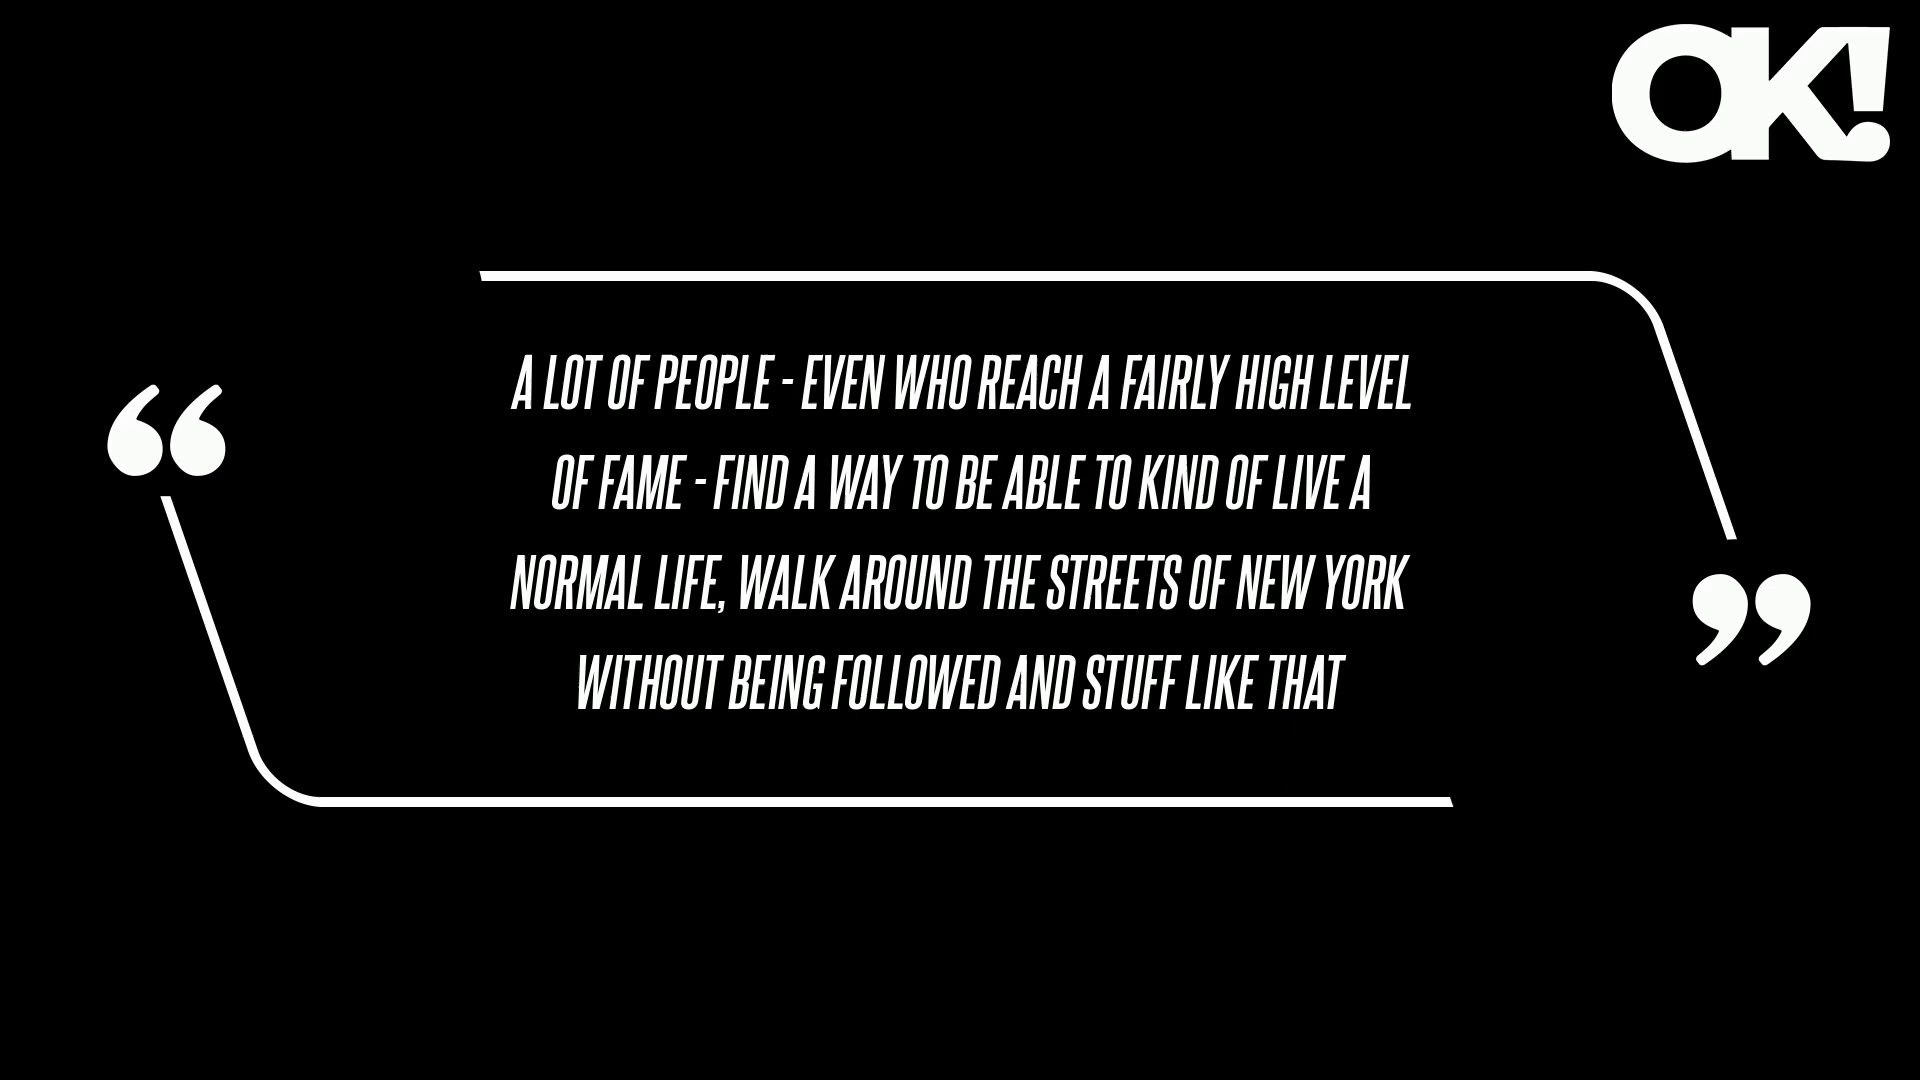 OK!
“
A LOT OF PEOPLE - EVEN WHO REACH A FAIRLY HIGH LEVEL
OF FAME - FIND A WAY TO BE ABLE TO KIND OF LIVE A
NORMAL LIFE, WALK AROUND THE STREETS OF NEW YORK
WITHOUT BEING FOLLOWED AND STUFF LIKE THAT
”